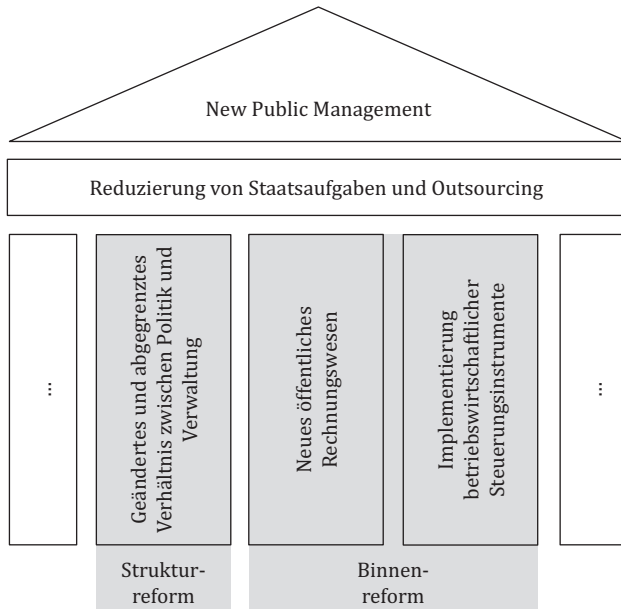 New Public Management
Reduzierung von Staatsaufgaben und Outsourcing
...
Geändertes und abgegrenztes
Verhältnis zwischen Politik und
Verwaltung
Neues öffentliches
Rechnungswesen
Implementierung
betriebswirtschaftlicher
Steuerungsinstrumente
...
Struktur-
reform
Binnen-
reform